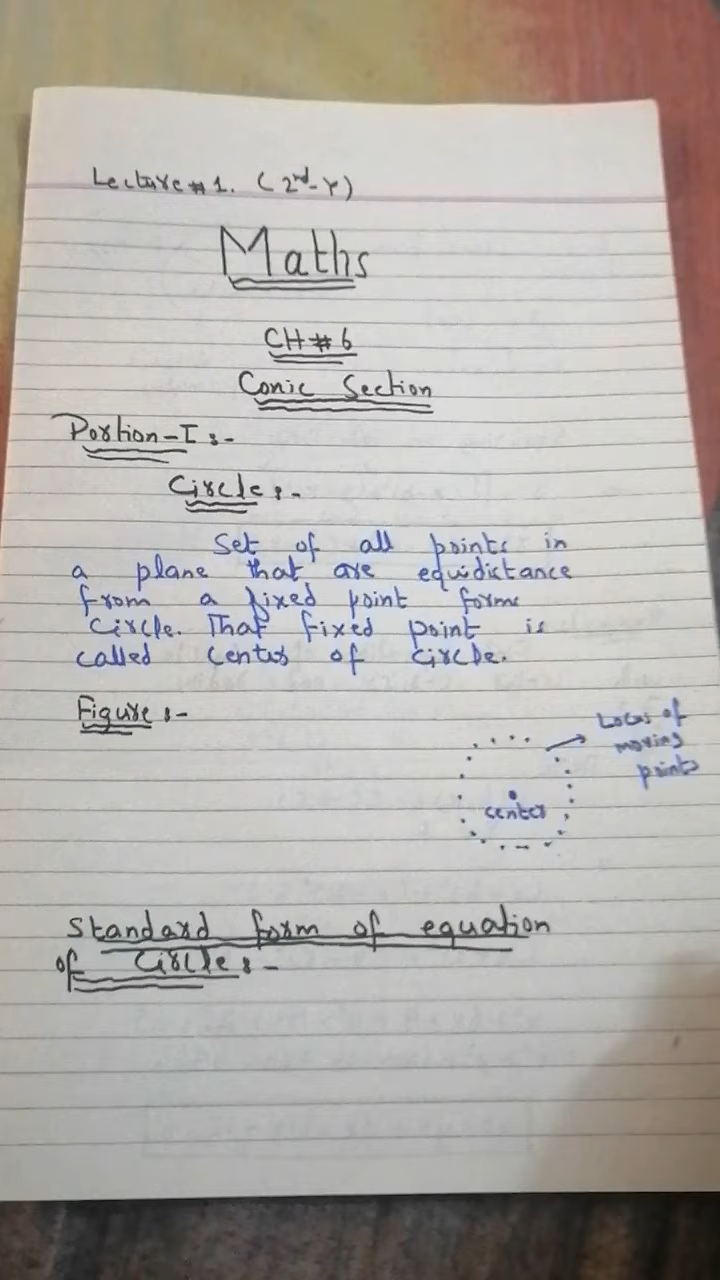 Lecture # 1. ( 2nd - Y )
Maths
CH # 6
Conic Section
Portion - I :-
Circle :-
Set of all points in
a plane that are equidistance
from a fixed point forms
Circle. That fixed point is
called center of circle.
Figure :-
Locus of
moving
points
center
Standard form of equation
of Circle :-